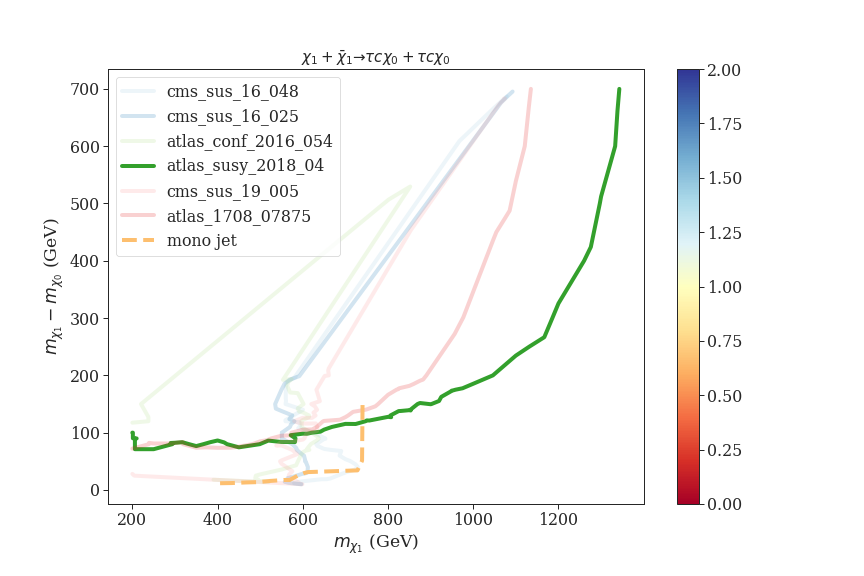 χ₁ + χ̄₁→τcχ₀ + τcχ₀
cms_sus_16_048
cms_sus_16_025
atlas_conf_2016_054
atlas_susy_2018_04
cms_sus_19_005
atlas_1708_07875
mono jet
700
600
500
400
300
200
100
0
m_χ₁ − m_χ₀ (GeV)
200
400
600
800
1000
1200
m_χ₁ (GeV)
2.00
1.75
1.50
1.25
1.00
0.75
0.50
0.25
0.00